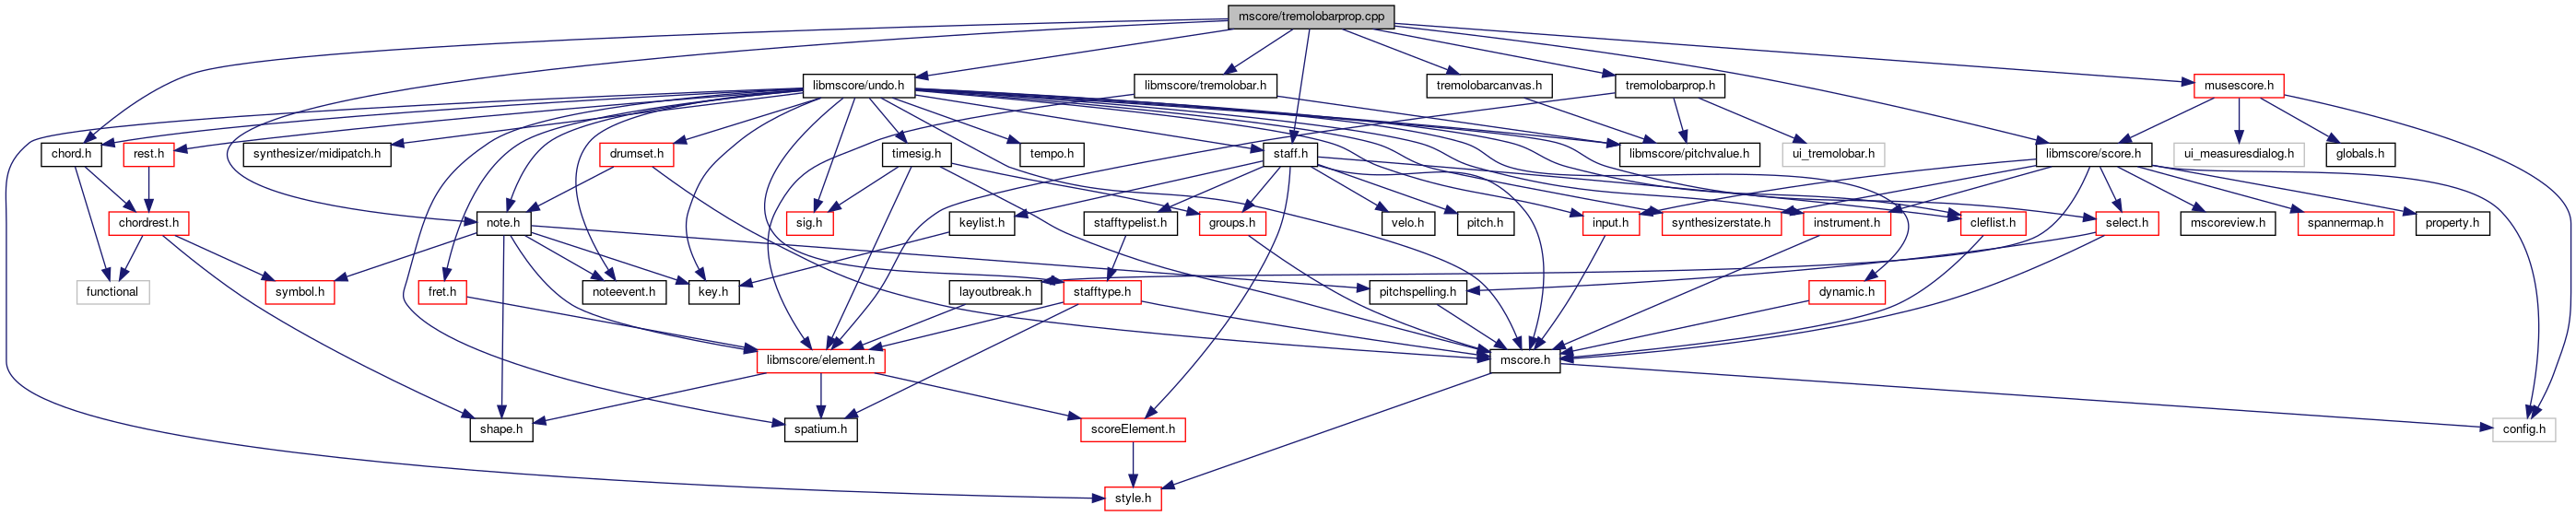 mscore/tremolobarprop.cpp
libmscore/undo.h
libmscore/tremolobar.h
tremolobarcanvas.h
tremolobarprop.h
musescore.h
chord.h
rest.h
synthesizer/midipatch.h
drumset.h
timesig.h
tempo.h
staff.h
libmscore/pitchvalue.h
ui_tremolobar.h
libmscore/score.h
ui_measuresdialog.h
globals.h
chordrest.h
note.h
sig.h
keylist.h
stafftypelist.h
groups.h
velo.h
pitch.h
input.h
synthesizerstate.h
instrument.h
cleflist.h
select.h
mscoreview.h
spannermap.h
property.h
functional
symbol.h
fret.h
noteevent.h
key.h
layoutbreak.h
stafftype.h
pitchspelling.h
dynamic.h
libmscore/element.h
mscore.h
shape.h
spatium.h
scoreElement.h
config.h
style.h